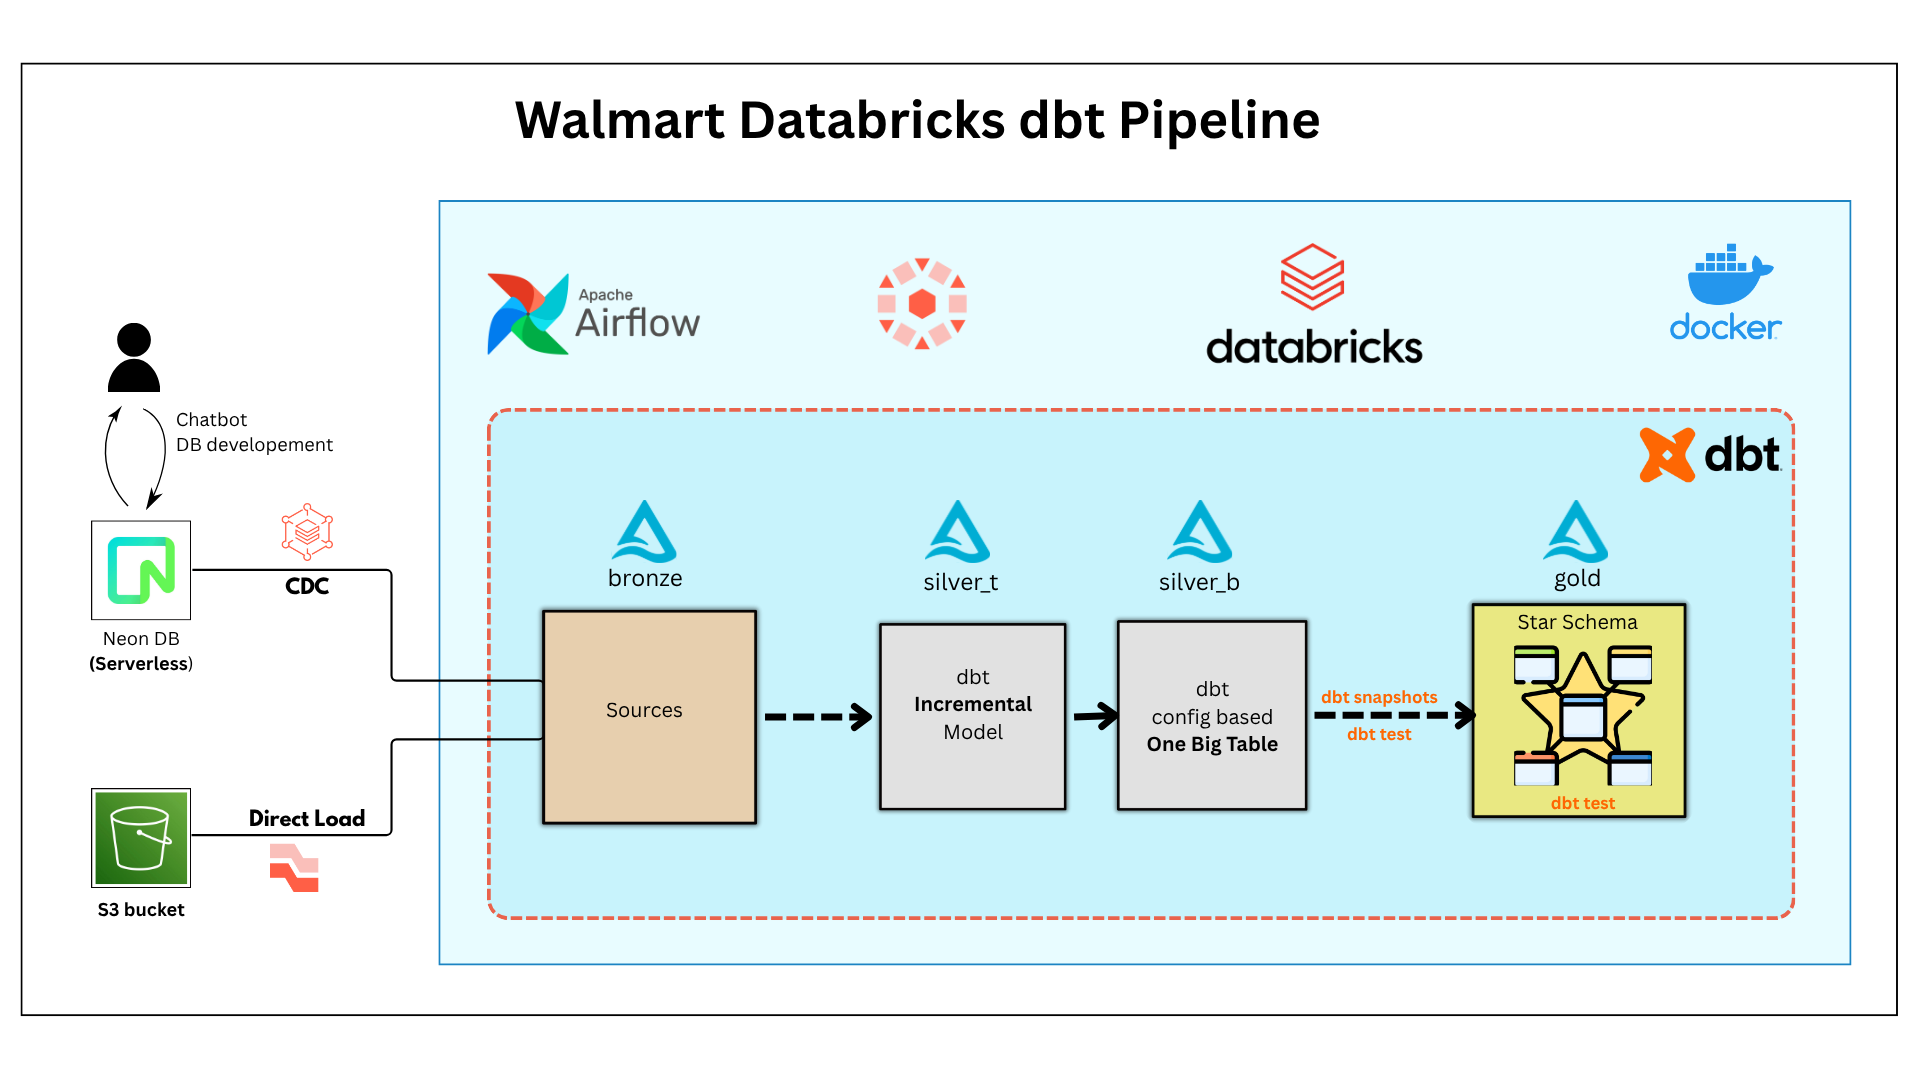 Walmart Databricks dbt Pipeline
Apache
Airflow
databricks
docker
Chatbot
DB developement
dbt
CDC
Neon DB
(Serverless)
Direct Load
S3 bucket
bronze
Sources
silver_t
dbt
Incremental
Model
silver_b
dbt
config based
One Big Table
dbt snapshots
dbt test
gold
Star Schema
dbt test